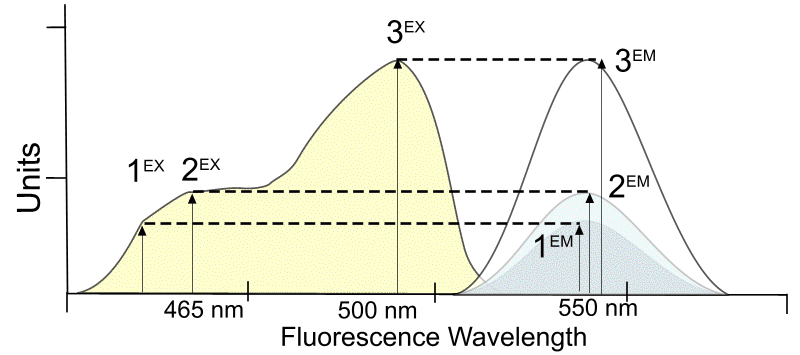 3EX
3EM
1EX
2EX
2EM
1EM
Units
465 nm
500 nm
550 nm
Fluorescence Wavelength